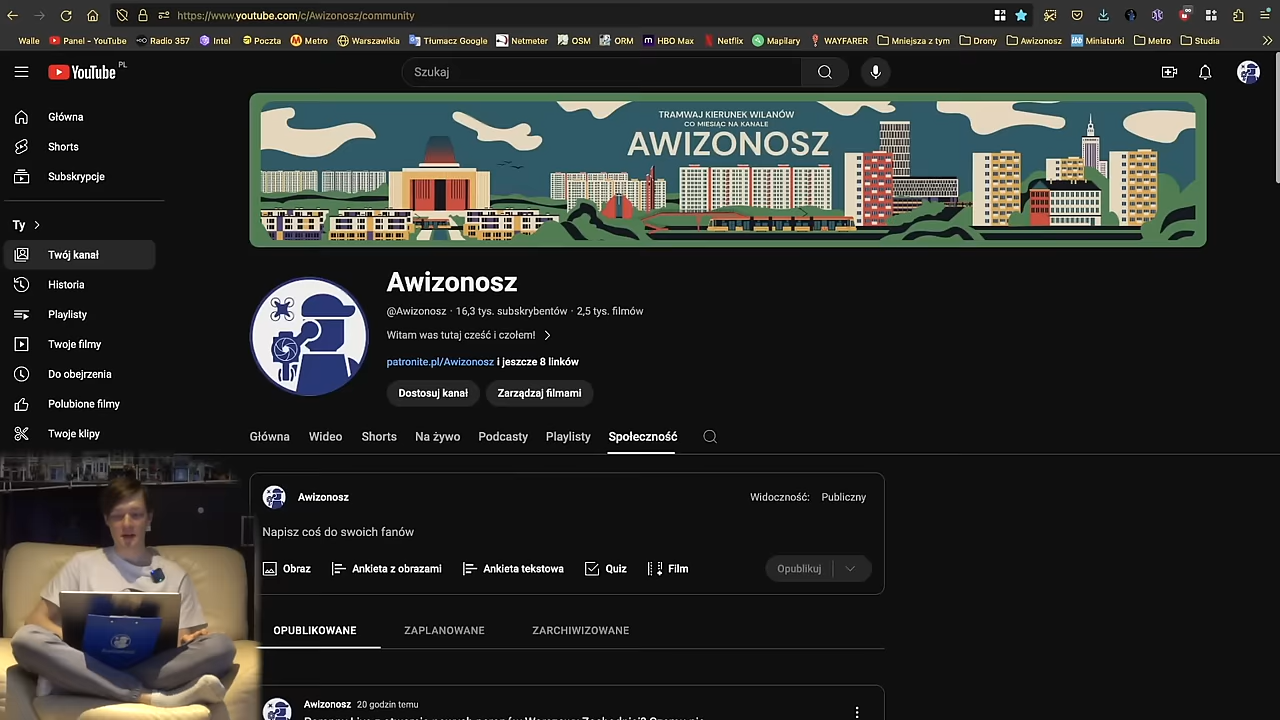 https://www.youtube.com/c/Awizonosz/community
Walle Panel - YouTube Radio 357 Intel Poczta Metro Warszawikia Tłumacz Google Netmeter OSM ORM HBO Max Netflix Mapilary WAYFARER Mniejsza z tym Drony Awizonosz Miniaturki Metro Studia
YouTube PL
Szukaj
Główna
Shorts
Subskrypcje
Ty
Twój kanał
Historia
Playlisty
Twoje filmy
Do obejrzenia
Polubione filmy
Twoje klipy
TRAMWAJ KIERUNEK WILANÓW
CO MIESIĄC NA KANALE
AWIZONOSZ
Awizonosz
@Awizonosz · 16,3 tys. subskrybentów · 2,5 tys. filmów
Witam was tutaj cześć i czołem!
patronite.pl/Awizonosz i jeszcze 8 linków
Dostosuj kanał Zarządzaj filmami
Główna Wideo Shorts Na żywo Podcasty Playlisty Społeczność
Awizonosz Widoczność: Publiczny
Napisz coś do swoich fanów
Obraz Ankieta z obrazami Ankieta tekstowa Quiz Film Opublikuj
OPUBLIKOWANE ZAPLANOWANE ZARCHIWIZOWANE
Awizonosz 20 godzin temu